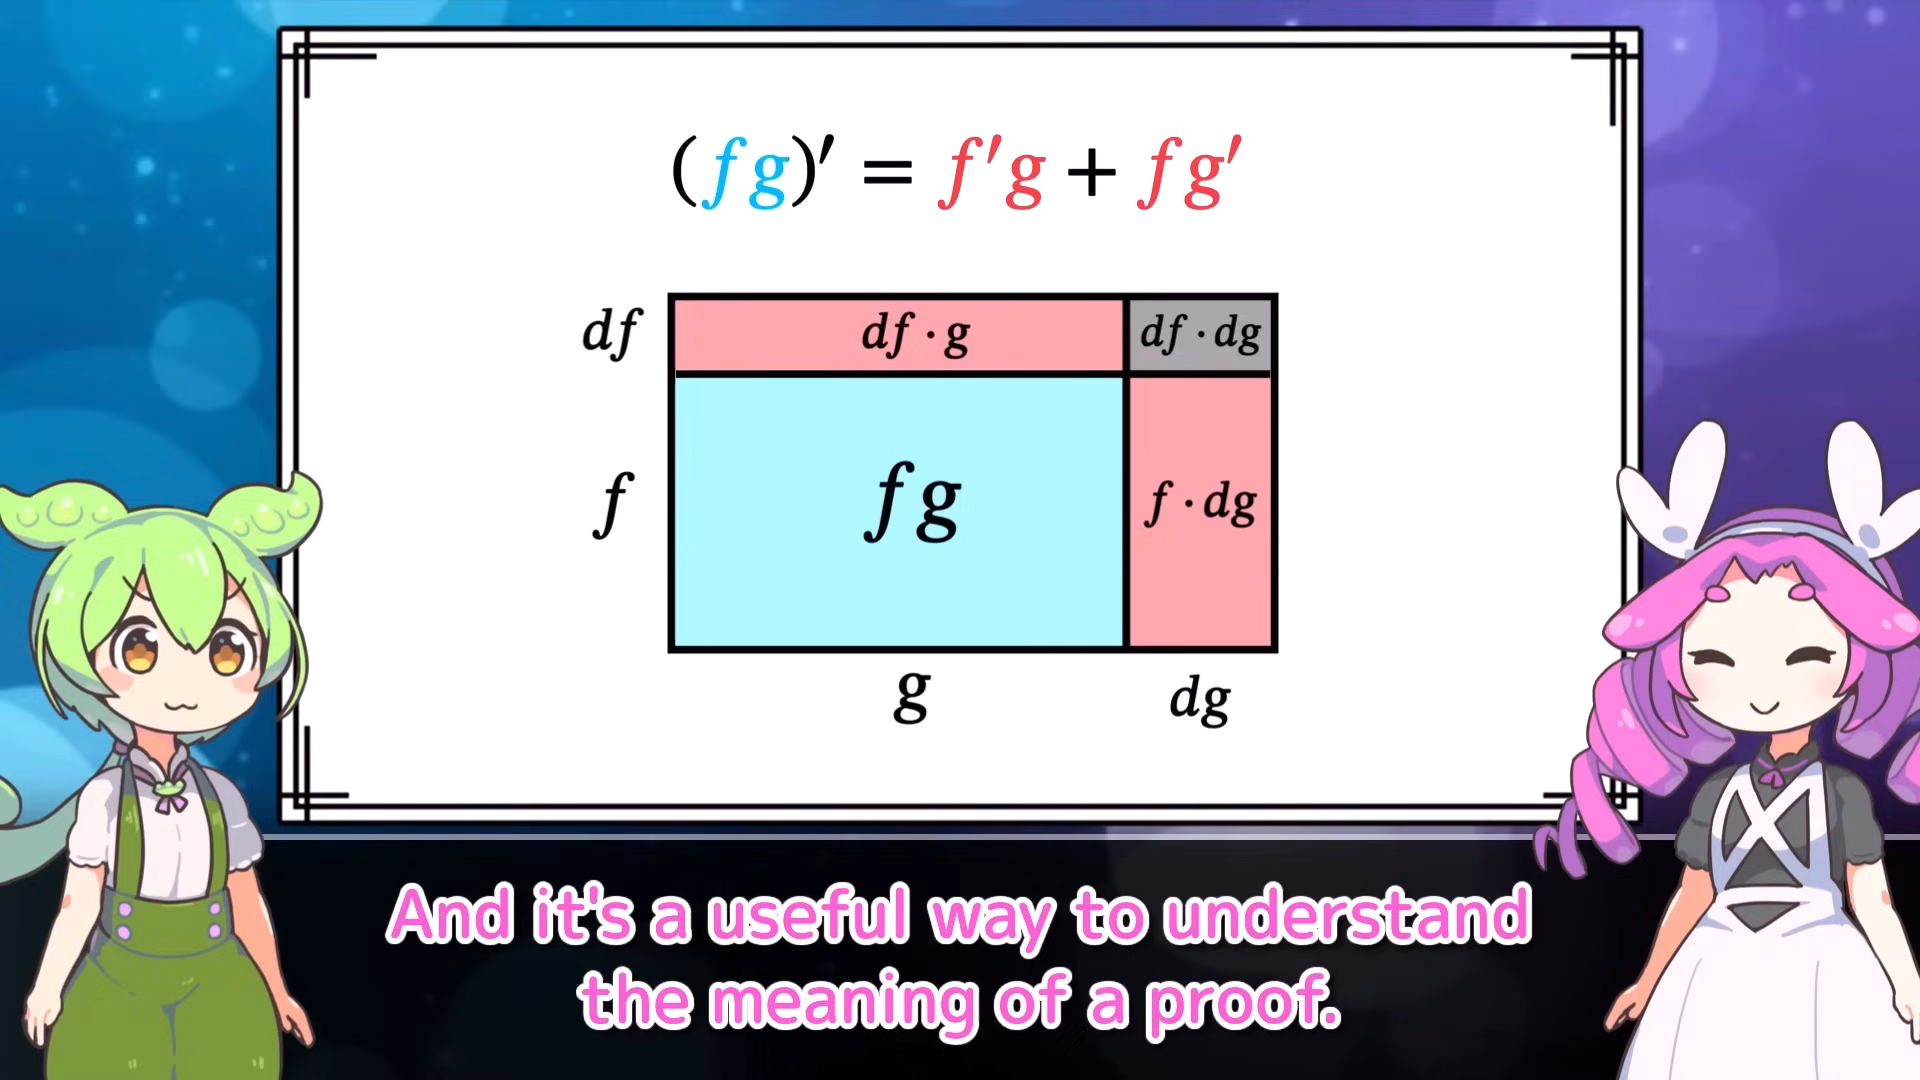 (fg)′ = f′g + fg′
df df · g df · dg
f fg f · dg
g dg
And it's a useful way to understand
the meaning of a proof.